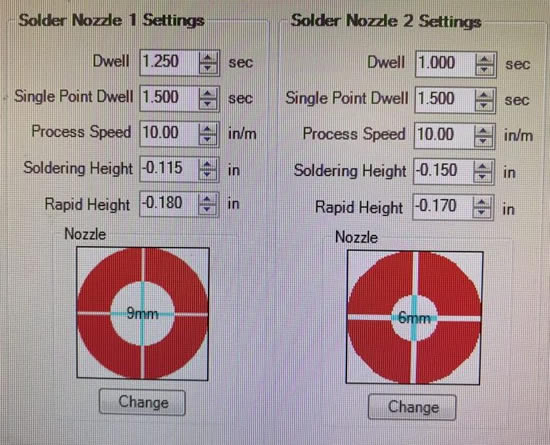 Solder Nozzle 1 Settings
Dwell 1.250 sec
Single Point Dwell 1.500 sec
Process Speed 10.00 in/m
Soldering Height -0.115 in
Rapid Height -0.180 in
Nozzle
9mm
Change
Solder Nozzle 2 Settings
Dwell 1.000 sec
Single Point Dwell 1.500 sec
Process Speed 10.00 in/m
Soldering Height -0.150 in
Rapid Height -0.170 in
Nozzle
6mm
Change